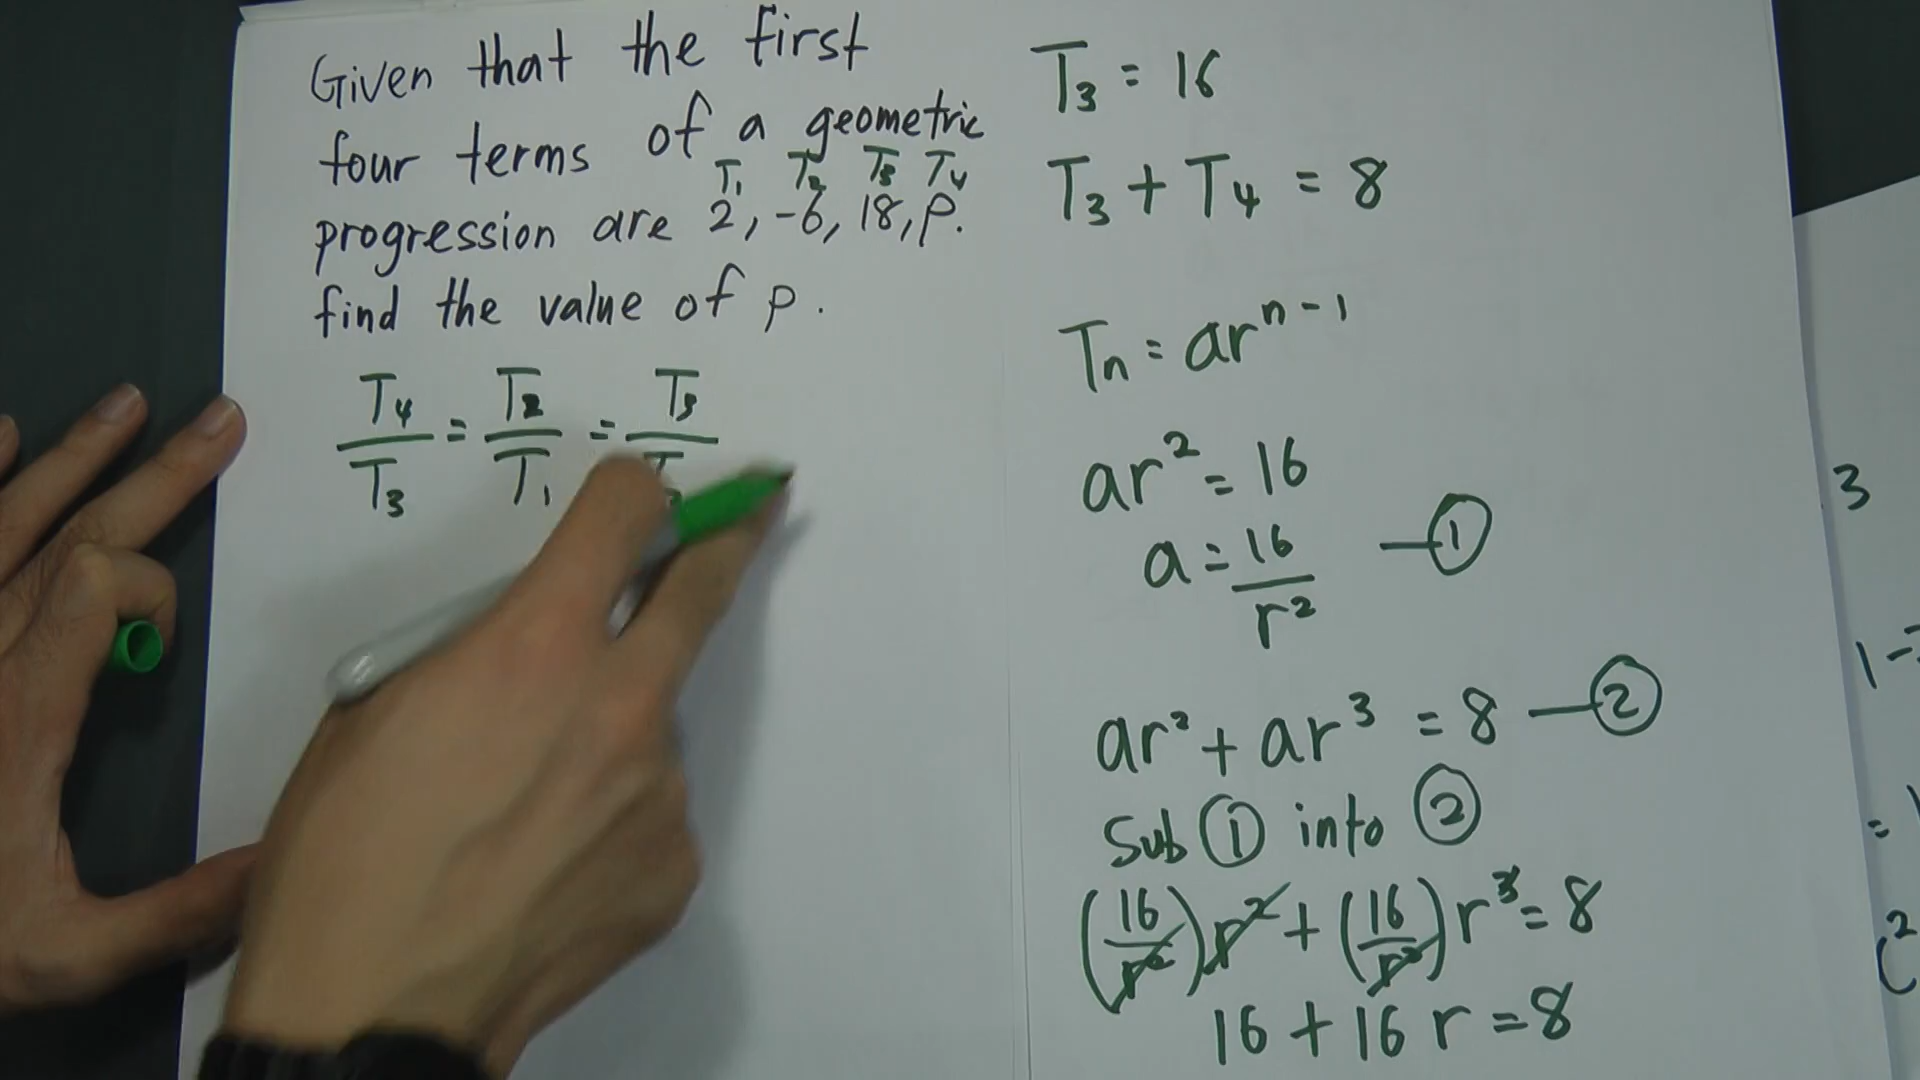 Given that the first
four terms of a geometric
T₁ T₂ T₃ T₄
progression are 2, -6, 18, p.
find the value of p.
T₄/T₃ = T₂/T₁ = T₃/T₂
T₃ = 16
T₃ + T₄ = 8
Tn = arⁿ⁻¹
ar² = 16
a = 16/r² —①
ar² + ar³ = 8 —②
Sub ① into ②
(16/r²)r² + (16/r²)r³ = 8
16 + 16r = 8
3